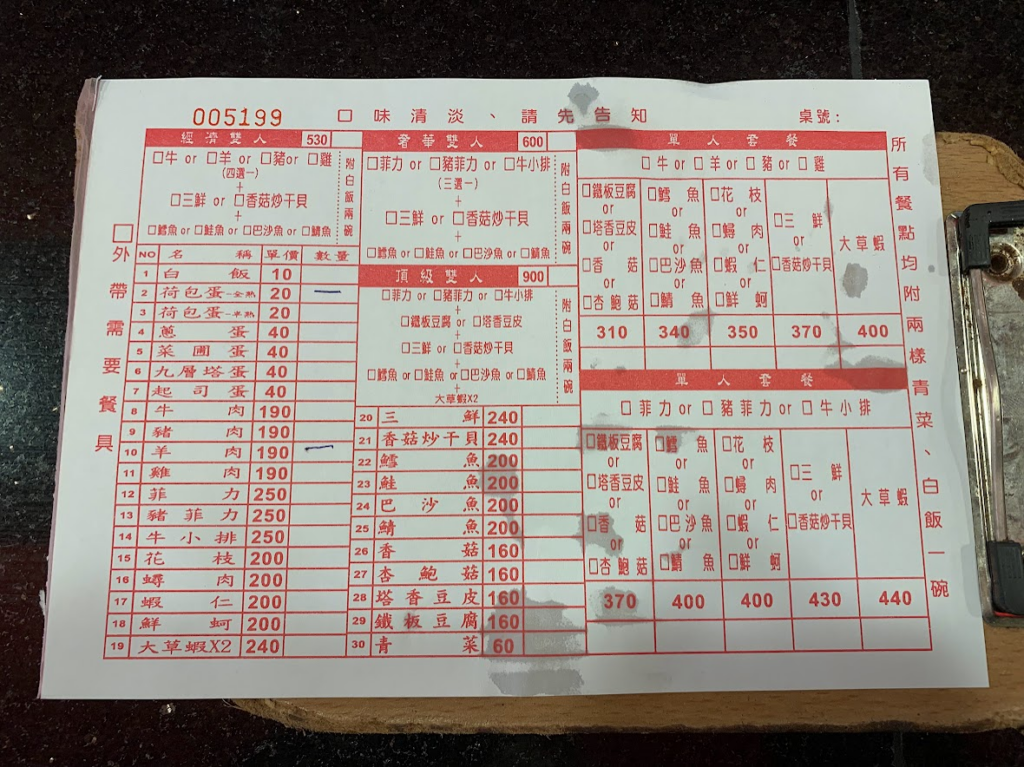 005199
口味清淡、請先告知
桌號：
經濟雙人 530
□牛 or □羊 or □豬or □雞
(四選一)
+
□三鮮 or □香菇炒干貝
+
□鱈魚 or □鮭魚 or □巴沙魚 or □鯖魚
附白飯兩碗
奢華雙人 600
□菲力 or □豬菲力 or □牛小排
(三選一)
+
□三鮮 or □香菇炒干貝
+
□鱈魚 or □鮭魚 or □巴沙魚 or □鯖魚
附白飯兩碗
頂級雙人 900
□菲力 or □豬菲力 or □牛小排
+
□鐵板豆腐 or □塔香豆皮
+
□三鮮 or □香菇炒干貝
+
□鱈魚 or □鮭魚 or □巴沙魚 or □鯖魚
+
大草蝦X2
附白飯兩碗
□外帶需要餐具
NO 名稱 單價 數量
1 白飯 10
2 荷包蛋-全熟 20 一
3 荷包蛋-半熟 20
4 蔥蛋 40
5 菜圃蛋 40
6 九層塔蛋 40
7 起司蛋 40
8 牛肉 190
9 豬肉 190
10 羊肉 190 一
11 雞肉 190
12 菲力 250
13 豬菲力 250
14 牛小排 250
15 花枝 200
16 蟳肉 200
17 蝦仁 200
18 鮮蚵 200
19 大草蝦X2 240
20 三鮮 240
21 香菇炒干貝 240
22 鱈魚 200
23 鮭魚 200
24 巴沙魚 200
25 鯖魚 200
26 香菇 160
27 杏鮑菇 160
28 塔香豆皮 160
29 鐵板豆腐 160
30 青菜 60
單人套餐
□牛 or □羊 or □豬 or □雞
□鐵板豆腐
or
□塔香豆皮
or
□香菇
or
□杏鮑菇
310
□鱈魚
or
□鮭魚
or
□巴沙魚
or
□鯖魚
340
□花枝
or
□蟳肉
or
□蝦仁
or
□鮮蚵
350
□三鮮
or
□香菇炒干貝
370
大草蝦
400
單人套餐
□菲力 or □豬菲力 or □牛小排
□鐵板豆腐
or
□塔香豆皮
or
□香菇
or
□杏鮑菇
370
□鱈魚
or
□鮭魚
or
□巴沙魚
or
□鯖魚
400
□花枝
or
□蟳肉
or
□蝦仁
or
□鮮蚵
400
□三鮮
or
□香菇炒干貝
430
大草蝦
440
所有餐點均附兩樣青菜、白飯一碗